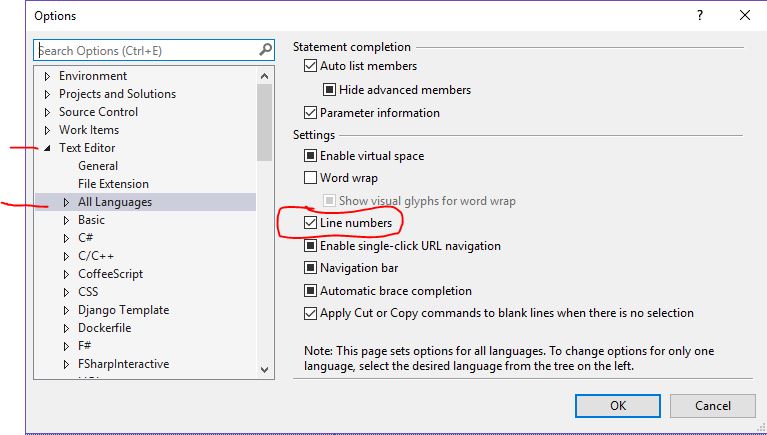 Options
?
Search Options (Ctrl+E)
Environment
Projects and Solutions
Source Control
Work Items
Text Editor
General
File Extension
All Languages
Basic
C#
C/C++
CoffeeScript
CSS
Django Template
Dockerfile
F#
FSharpInteractive
Statement completion
Auto list members
Hide advanced members
Parameter information
Settings
Enable virtual space
Word wrap
Show visual glyphs for word wrap
Line numbers
Enable single-click URL navigation
Navigation bar
Automatic brace completion
Apply Cut or Copy commands to blank lines when there is no selection
Note: This page sets options for all languages. To change options for only one
language, select the desired language from the tree on the left.
OK
Cancel